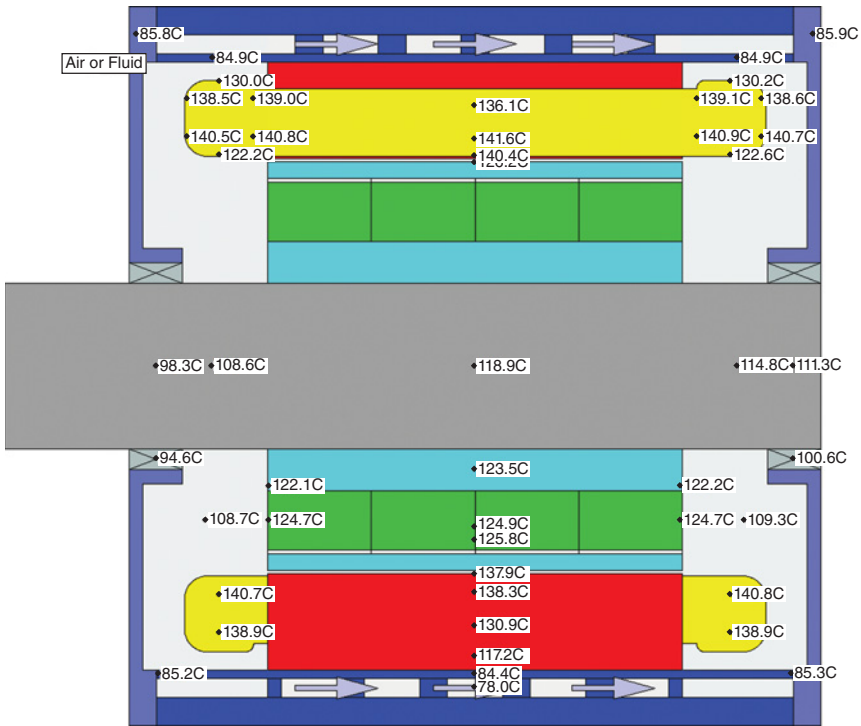 85.8C 85.9C
84.9C 84.9C
Air or Fluid
130.0C 130.2C
138.5C 139.0C 136.1C 139.1C 138.6C
140.5C 140.8C 141.6C 140.9C 140.7C
122.2C 140.4C 122.6C
98.3C 108.6C 118.9C 114.8C 111.3C
94.6C 100.6C
123.5C
122.1C 122.2C
108.7C 124.7C 124.9C 124.7C 109.3C
125.8C
137.9C
140.7C 138.3C 140.8C
138.9C 130.9C 138.9C
117.2C
85.2C 84.4C 85.3C
78.0C